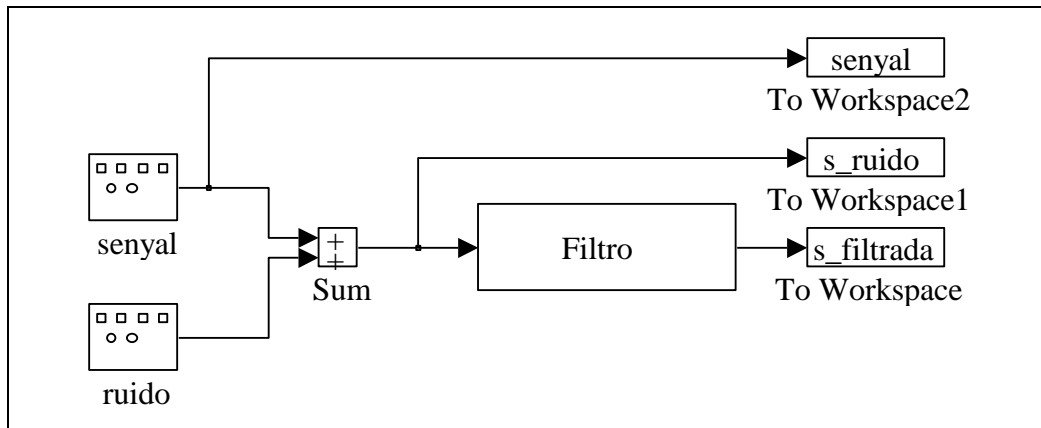 senyal
To Workspace2
s_ruido
To Workspace1
senyal
+
+
Sum
Filtro
s_filtrada
To Workspace
ruido